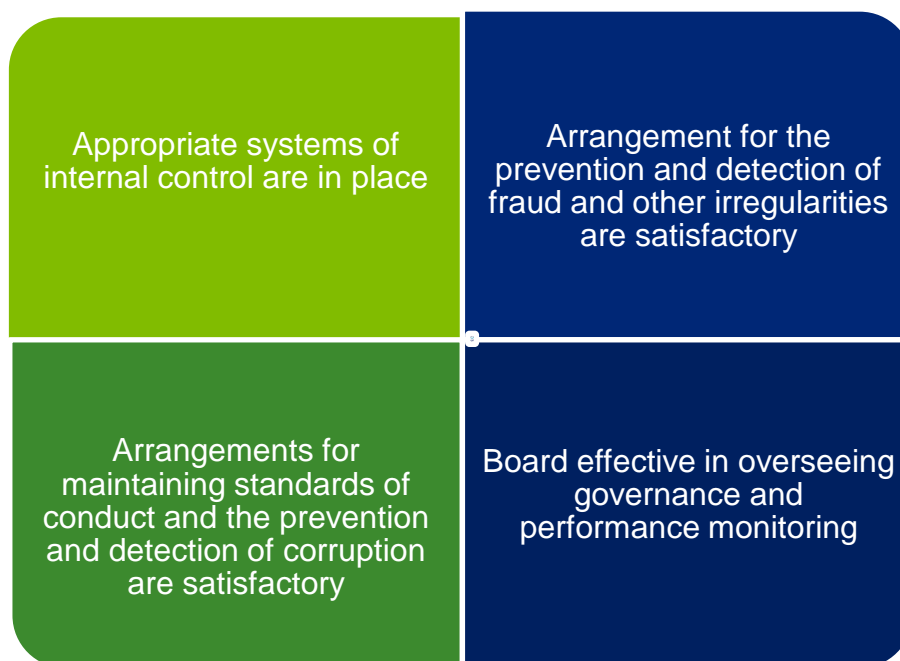 Appropriate systems of
internal control are in place
Arrangement for the
prevention and detection of
fraud and other irregularities
are satisfactory
Arrangements for
maintaining standards of
conduct and the prevention
and detection of corruption
are satisfactory
Board effective in overseeing
governance and
performance monitoring